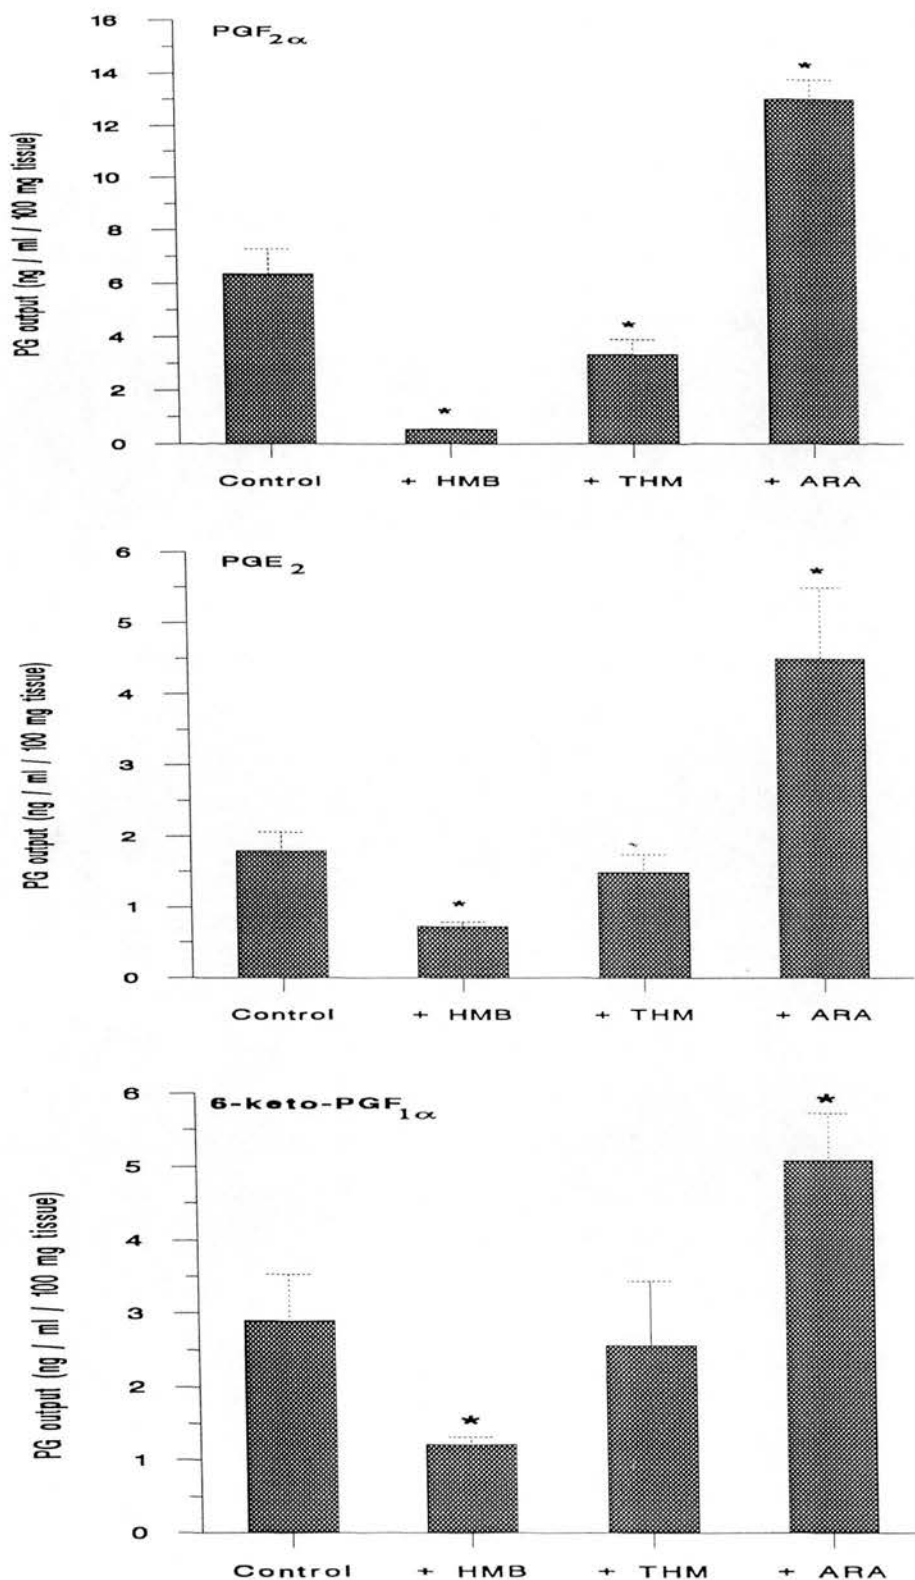 PGF2α
PG output (ng / ml / 100 mg tissue)
16
14
12
10
8
6
4
2
0
*
*
*
Control
+ HMB
+ THM
+ ARA
PGE2
PG output (ng / ml / 100 mg tissue)
6
5
4
3
2
1
0
*
*
Control
+ HMB
+ THM
+ ARA
6-keto-PGF1α
PG output (ng / ml / 100 mg tissue)
6
5
4
3
2
1
0
*
*
Control
+ HMB
+ THM
+ ARA